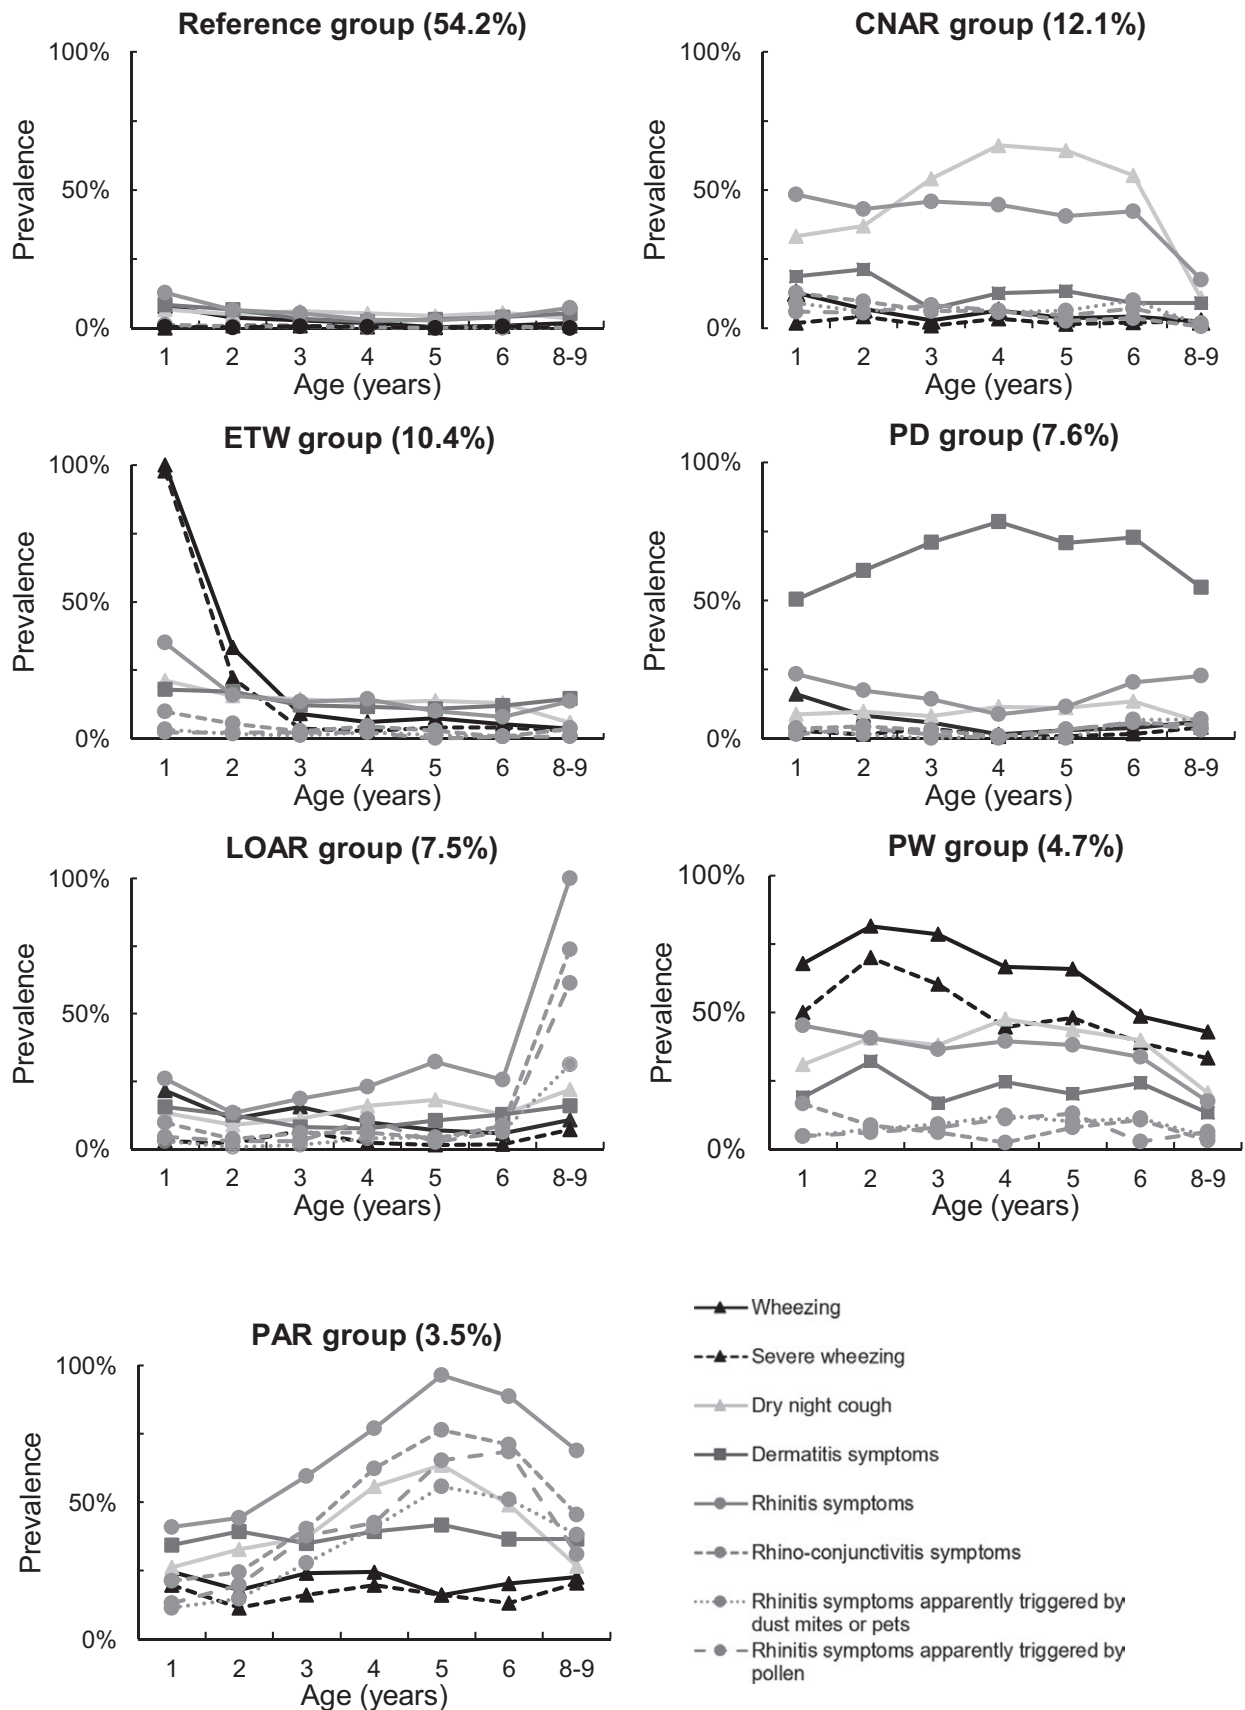 Reference group (54.2%)
100%
50%
0%
Prevalence
1 2 3 4 5 6 8-9
Age (years)
CNAR group (12.1%)
100%
50%
0%
Prevalence
1 2 3 4 5 6 8-9
Age (years)
ETW group (10.4%)
100%
50%
0%
Prevalence
1 2 3 4 5 6 8-9
Age (years)
PD group (7.6%)
100%
50%
0%
Prevalence
1 2 3 4 5 6 8-9
Age (years)
LOAR group (7.5%)
100%
50%
0%
Prevalence
1 2 3 4 5 6 8-9
Age (years)
PW group (4.7%)
100%
50%
0%
Prevalence
1 2 3 4 5 6 8-9
Age (years)
PAR group (3.5%)
100%
50%
0%
Prevalence
1 2 3 4 5 6 8-9
Age (years)
Wheezing
Severe wheezing
Dry night cough
Dermatitis symptoms
Rhinitis symptoms
Rhino-conjunctivitis symptoms
Rhinitis symptoms apparently triggered by
dust mites or pets
Rhinitis symptoms apparently triggered by
pollen